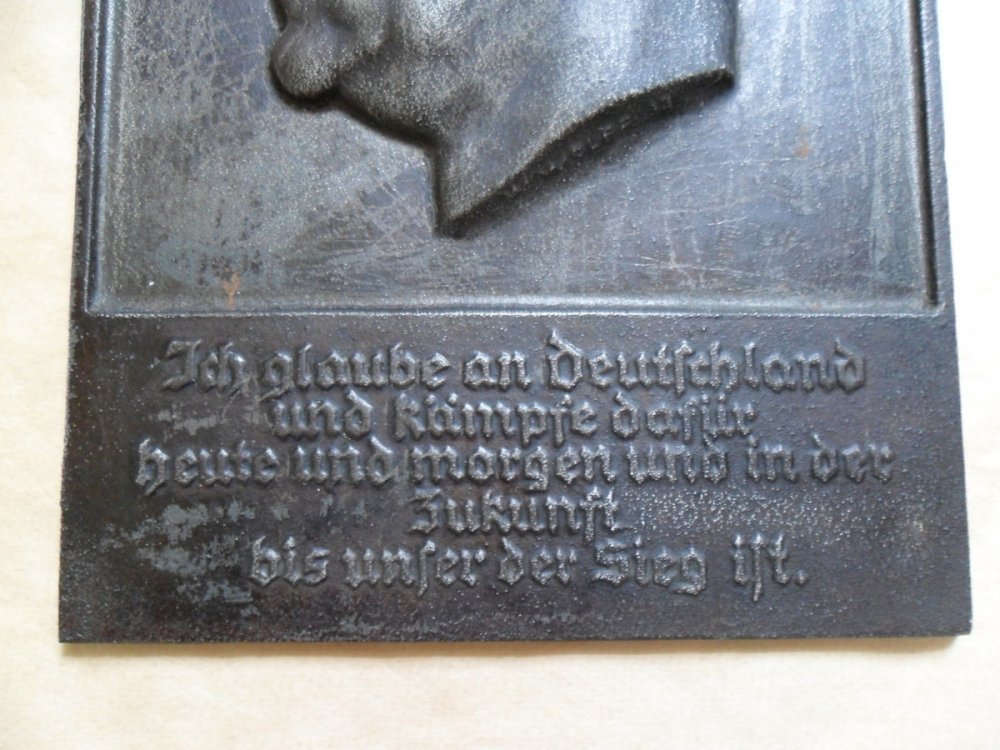 Ich glaube an Deutschland
und kämpfe dafür
heute und morgen und in der
Zukunft
bis unser der Sieg ist.